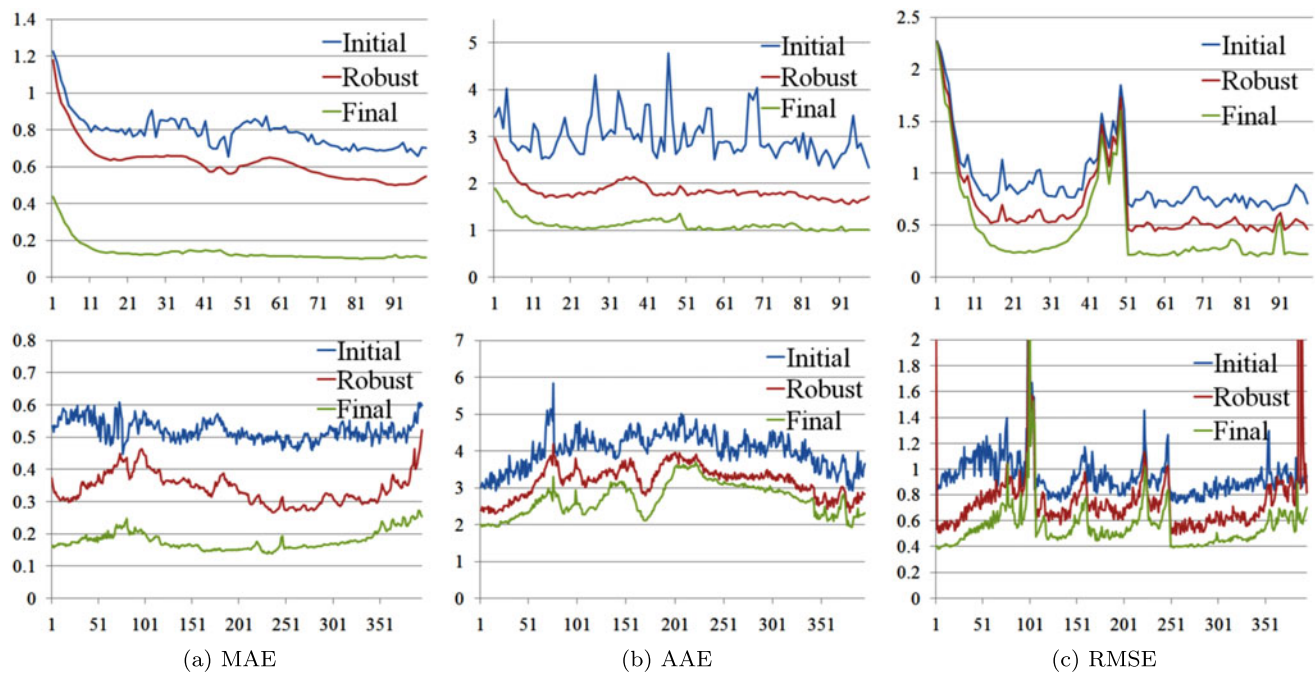 1.4
1.2
1
0.8
0.6
0.4
0.2
0
Initial
Robust
Final
1 11 21 31 41 51 61 71 81 91
5
4
3
2
1
0
Initial
Robust
Final
1 11 21 31 41 51 61 71 81 91
2.5
2
1.5
1
0.5
0
Initial
Robust
Final
1 11 21 31 41 51 61 71 81 91
0.8
0.7
0.6
0.5
0.4
0.3
0.2
0.1
0
Initial
Robust
Final
1 51 101 151 201 251 301 351
7
6
5
4
3
2
1
0
Initial
Robust
Final
1 51 101 151 201 251 301 351
2
1.8
1.6
1.4
1.2
1
0.8
0.6
0.4
0.2
0
Initial
Robust
Final
1 51 101 151 201 251 301 351
(a) MAE
(b) AAE
(c) RMSE